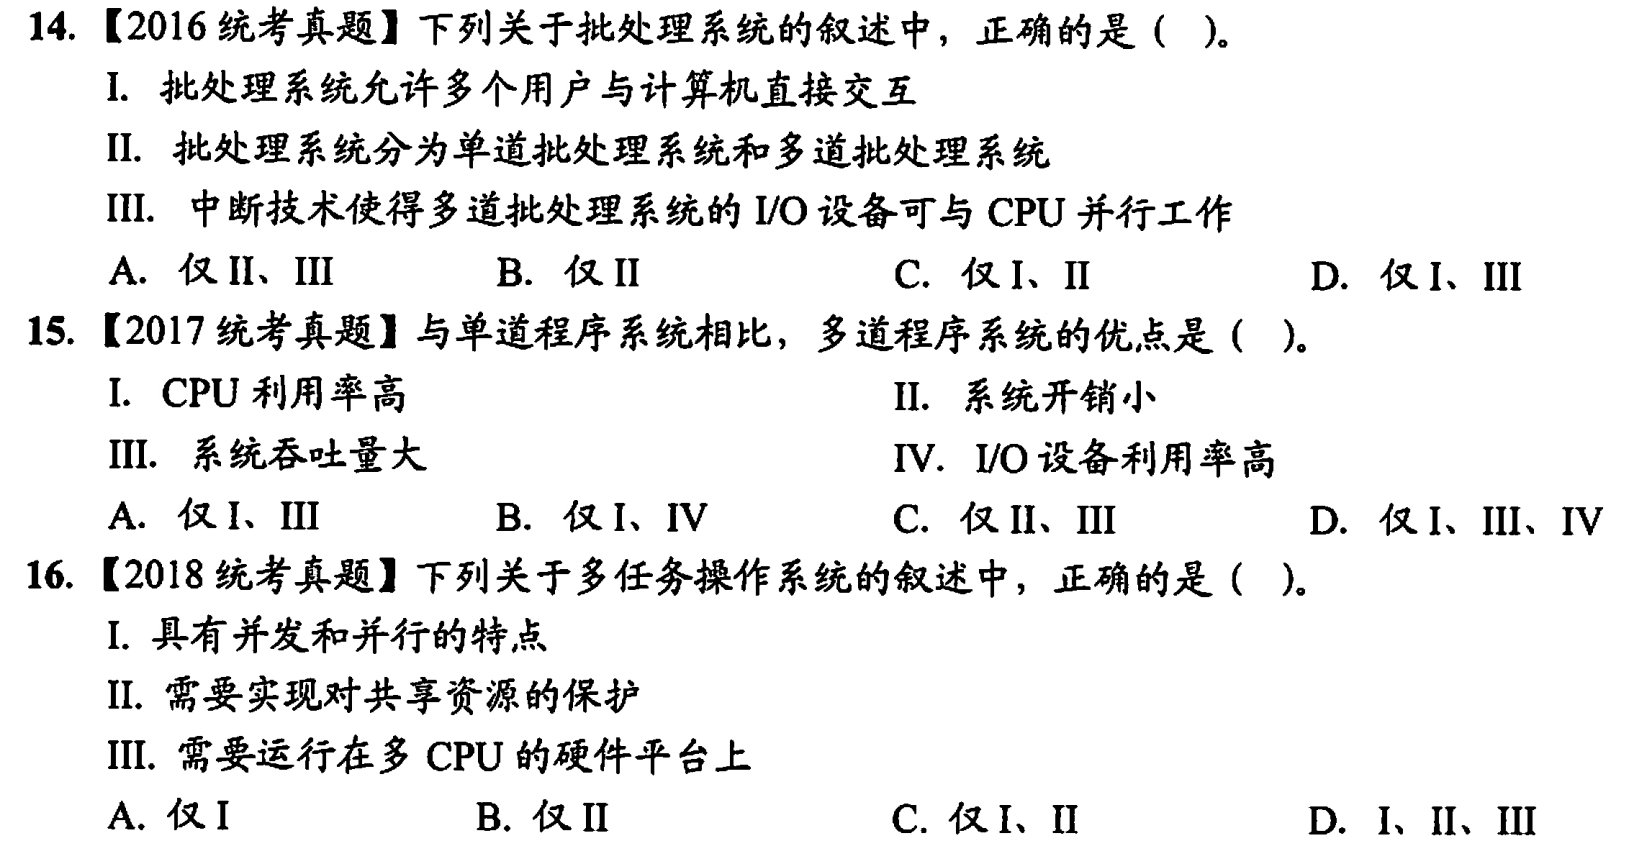 14.【2016 统考真题】下列关于批处理系统的叙述中，正确的是（ ）。
I. 批处理系统允许多个用户与计算机直接交互
II. 批处理系统分为单道批处理系统和多道批处理系统
III. 中断技术使得多道批处理系统的 I/O 设备可与 CPU 并行工作
A. 仅 II、III B. 仅 II C. 仅 I、II D. 仅 I、III
15.【2017 统考真题】与单道程序系统相比，多道程序系统的优点是（ ）。
I. CPU 利用率高 II. 系统开销小
III. 系统吞吐量大 IV. I/O 设备利用率高
A. 仅 I、III B. 仅 I、IV C. 仅 II、III D. 仅 I、III、IV
16.【2018 统考真题】下列关于多任务操作系统的叙述中，正确的是（ ）。
I. 具有并发和并行的特点
II. 需要实现对共享资源的保护
III. 需要运行在多 CPU 的硬件平台上
A. 仅 I B. 仅 II C. 仅 I、II D. I、II、III